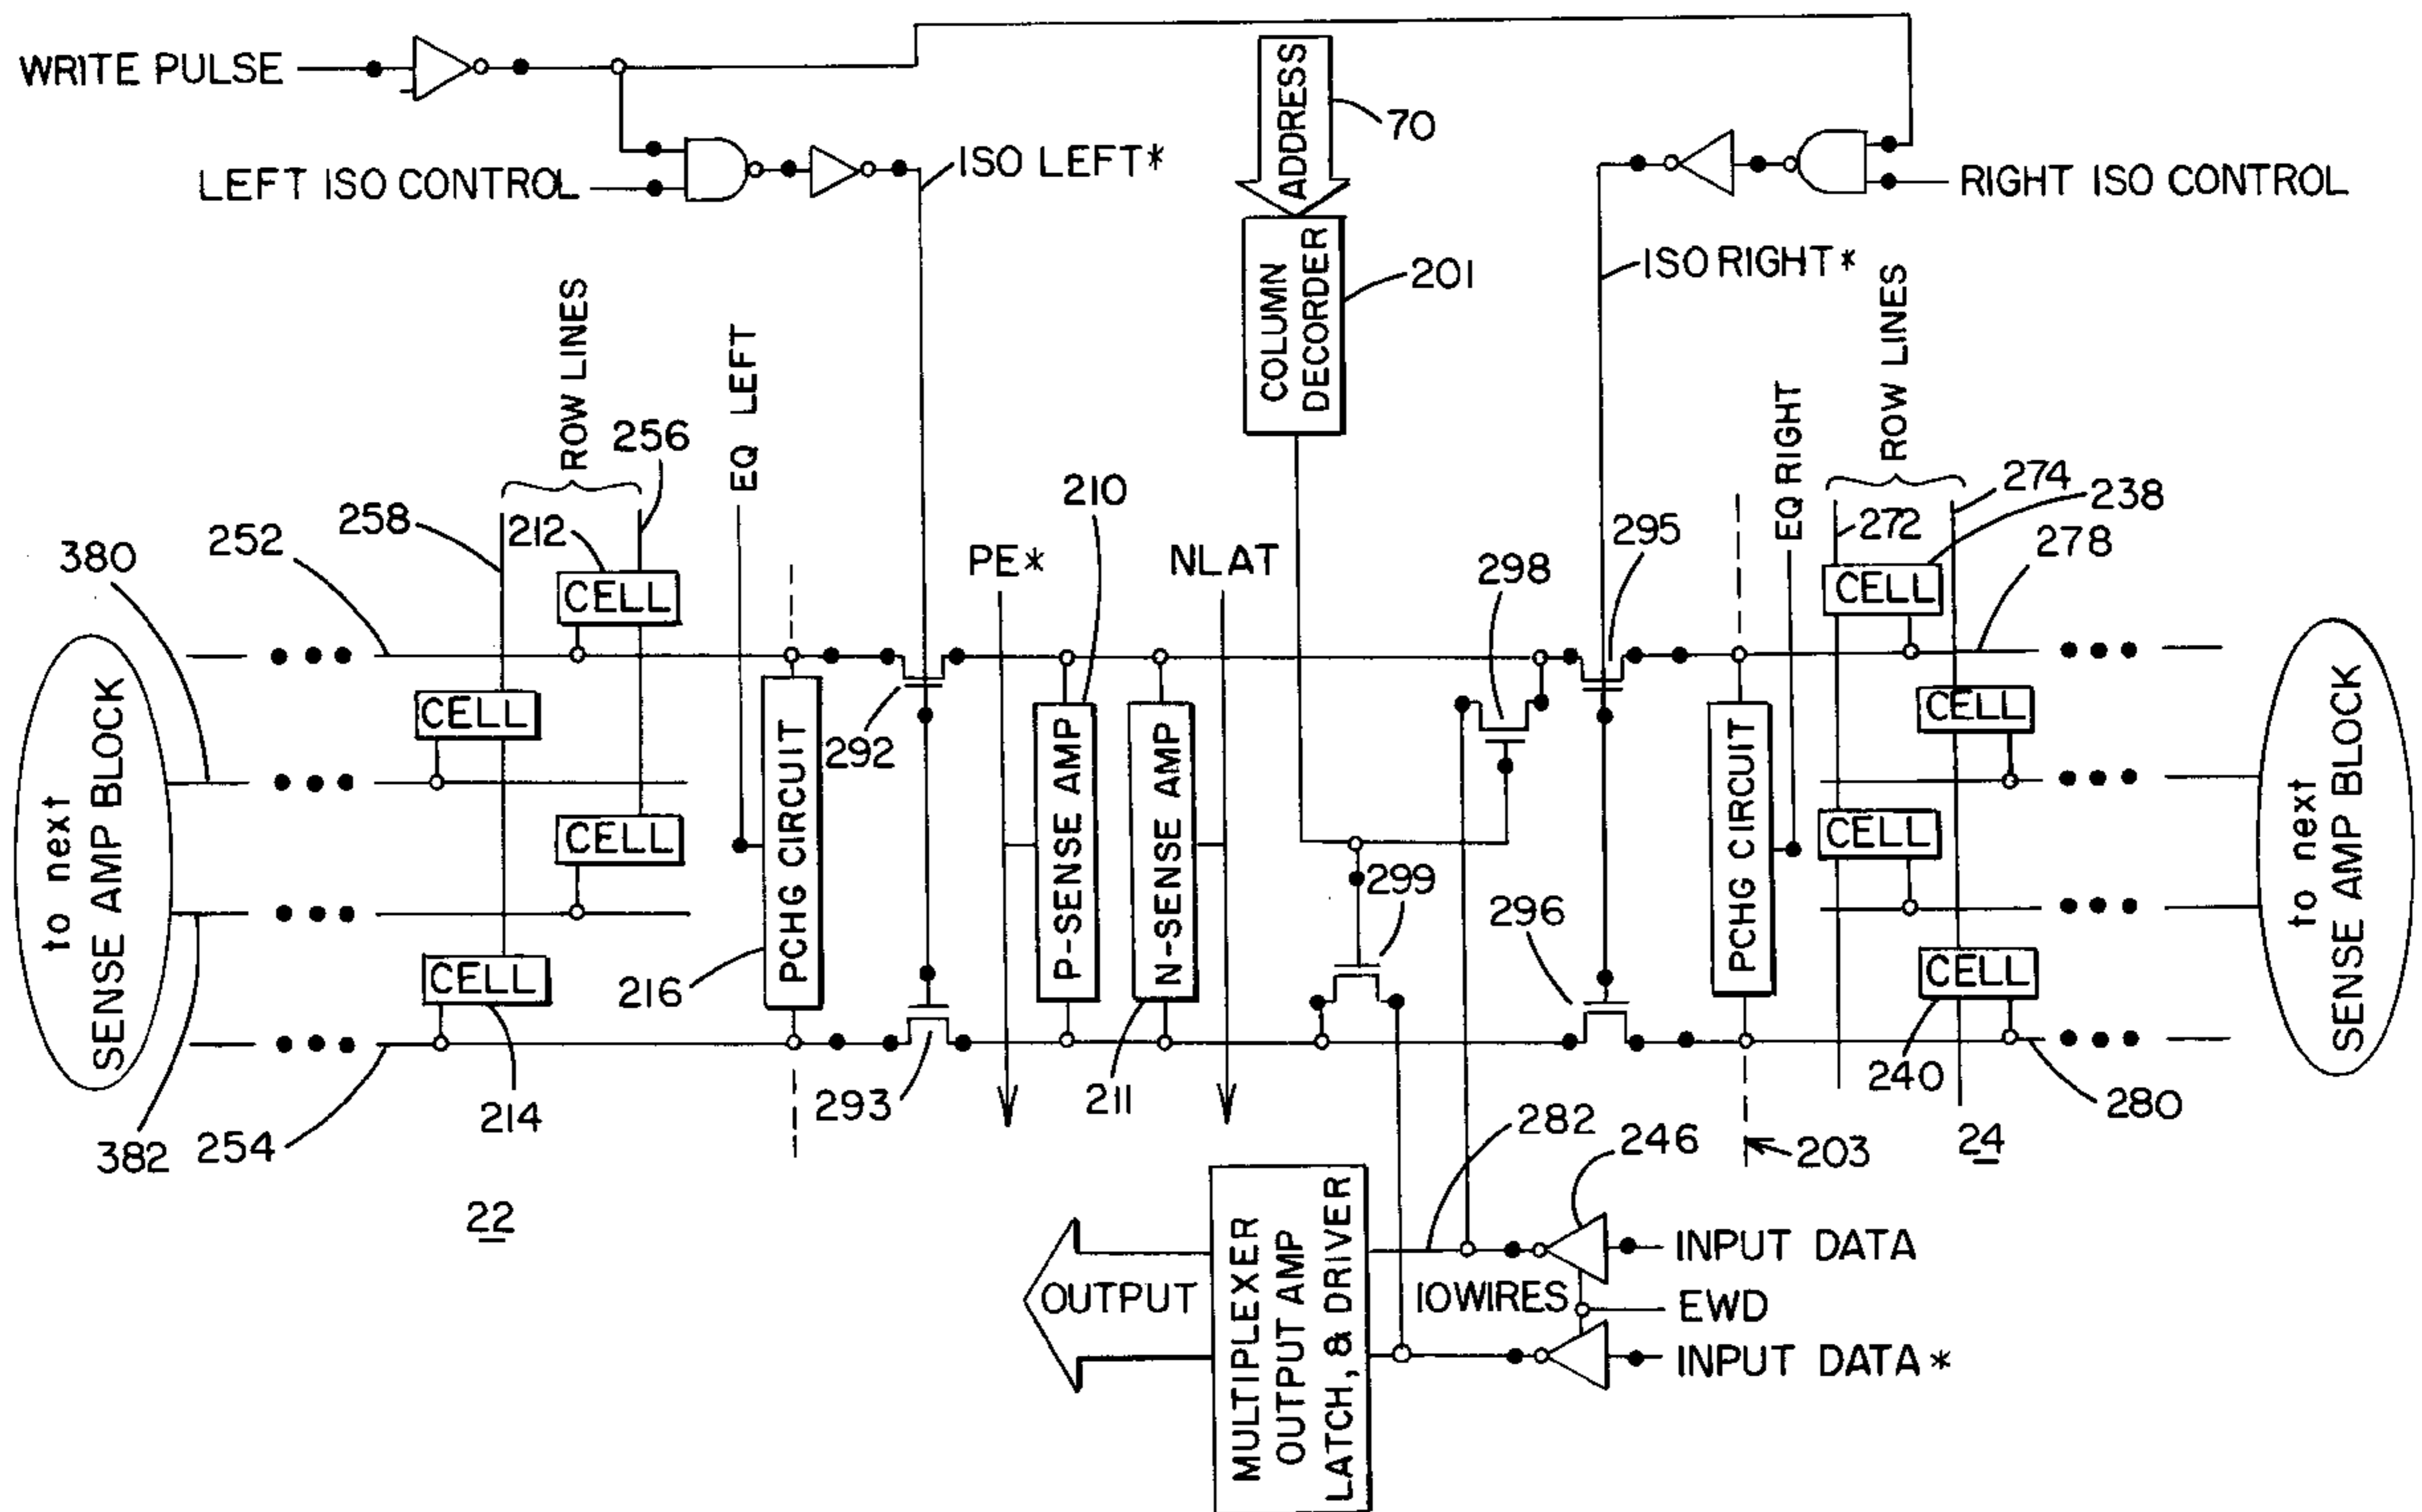 WRITE PULSE
LEFT ISO CONTROL
ISO LEFT*
ADDRESS
70
RIGHT ISO CONTROL
COLUMN
DECORDER
201
ISO RIGHT*
ROW LINES
EQ LEFT
256
258
212
252
380
PE*
NLAT
210
298
295
EQ RIGHT
ROW LINES
274
238
272
278
CELL
CELL
CELL
CELL
CELL
CELL
CELL
CELL
to next
SENSE AMP BLOCK
292
PCHG CIRCUIT
216
P-SENSE AMP
N-SENSE AMP
299
296
PCHG CIRCUIT
to next
SENSE AMP BLOCK
382
254
214
293
211
240
280
282
246
203
24
22
OUTPUT
MULTIPLEXER
OUTPUT AMP
LATCH, & DRIVER
IOWIRES
INPUT DATA
EWD
INPUT DATA*